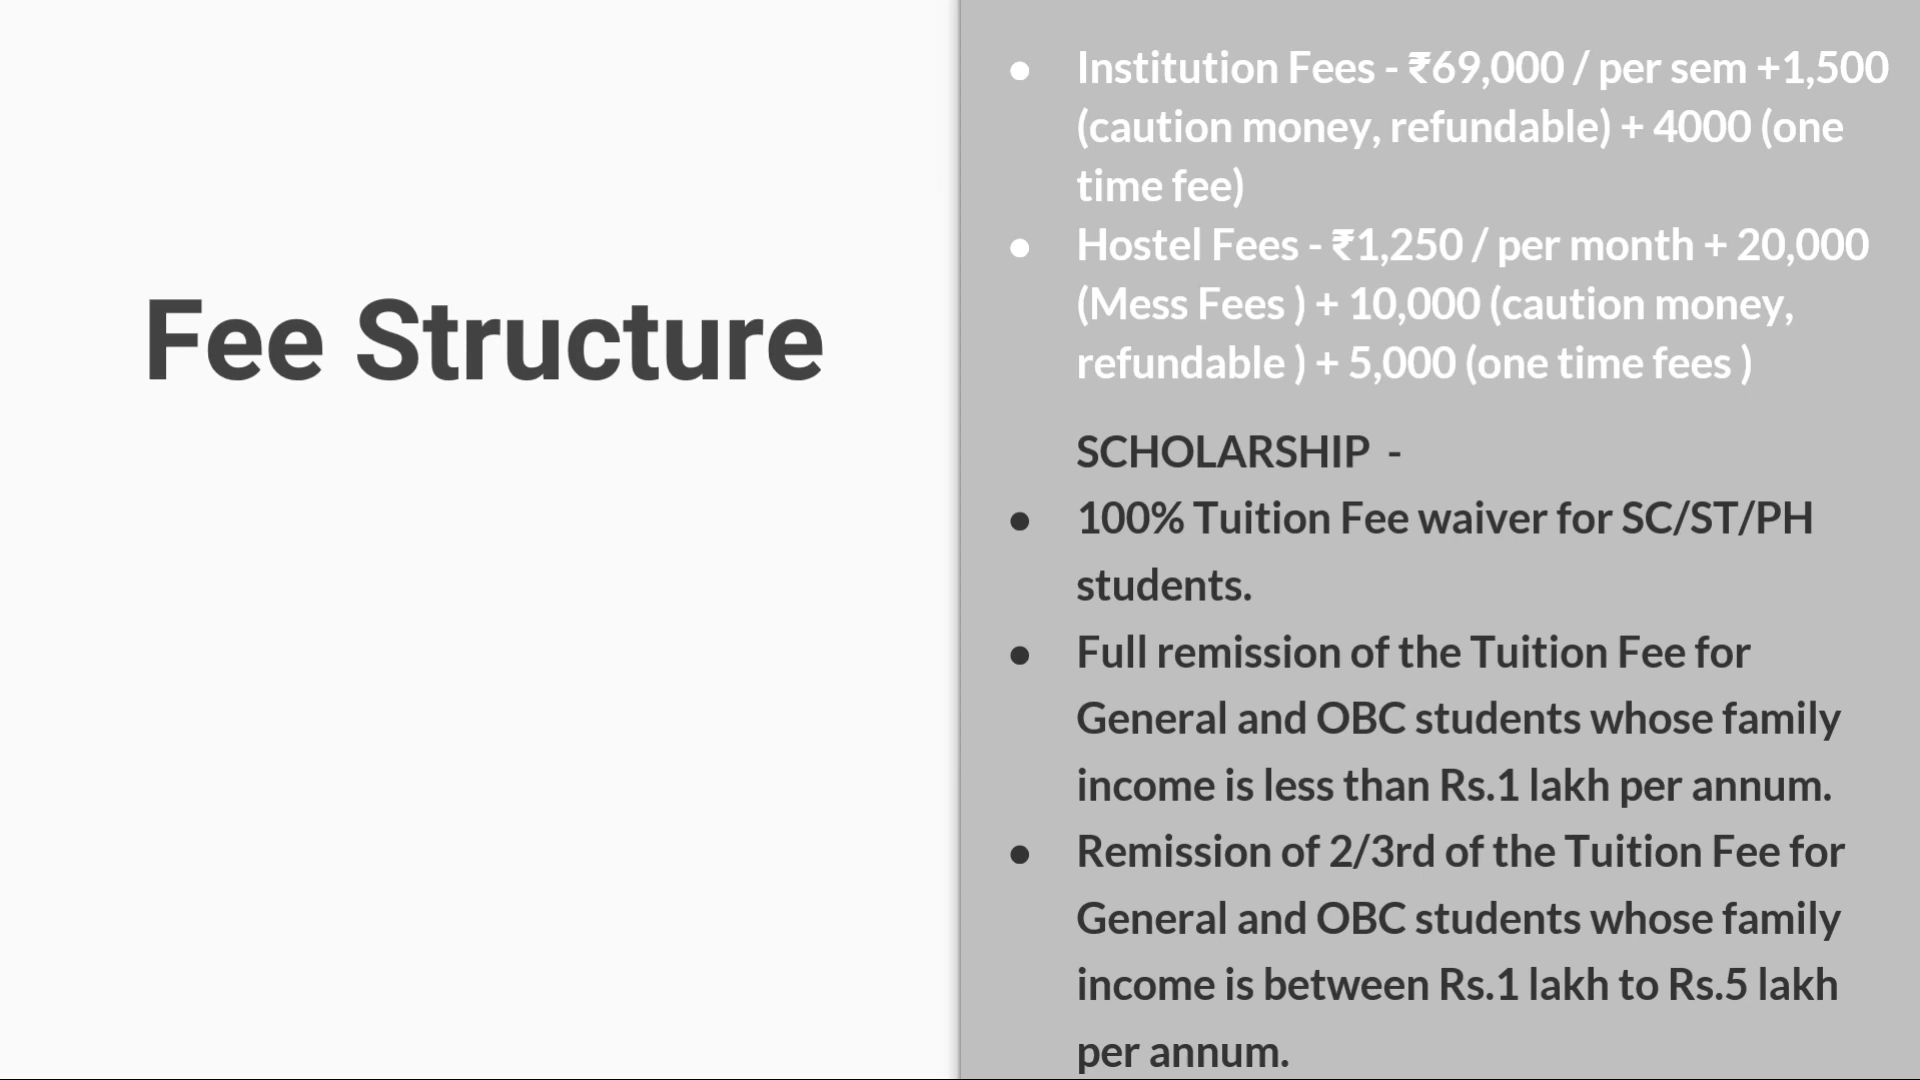 Fee Structure
● Institution Fees - ₹69,000 / per sem +1,500
(caution money, refundable) + 4000 (one
time fee)
● Hostel Fees - ₹1,250 / per month + 20,000
(Mess Fees ) + 10,000 (caution money,
refundable ) + 5,000 (one time fees )
SCHOLARSHIP -
● 100% Tuition Fee waiver for SC/ST/PH
students.
● Full remission of the Tuition Fee for
General and OBC students whose family
income is less than Rs.1 lakh per annum.
● Remission of 2/3rd of the Tuition Fee for
General and OBC students whose family
income is between Rs.1 lakh to Rs.5 lakh
per annum.